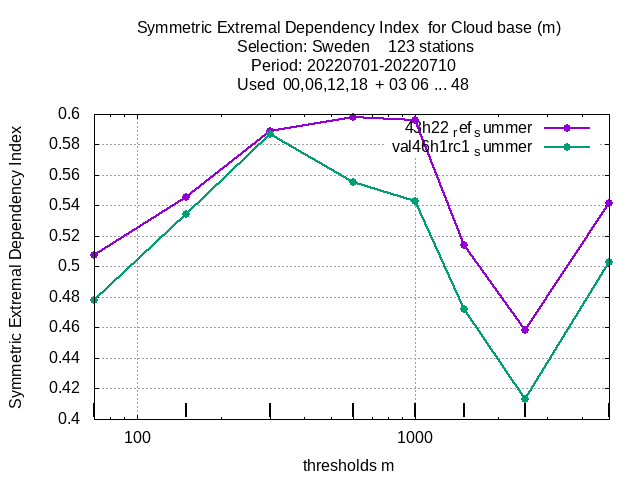 Symmetric Extremal Dependency Index for Cloud base (m)
Selection: Sweden 123 stations
Period: 20220701-20220710
Used 00,06,12,18 + 03 06 ... 48
Symmetric Extremal Dependency Index
0.6
0.58
0.56
0.54
0.52
0.5
0.48
0.46
0.44
0.42
0.4
43h22refsummer
val46h1rc1summer
100
1000
thresholds m